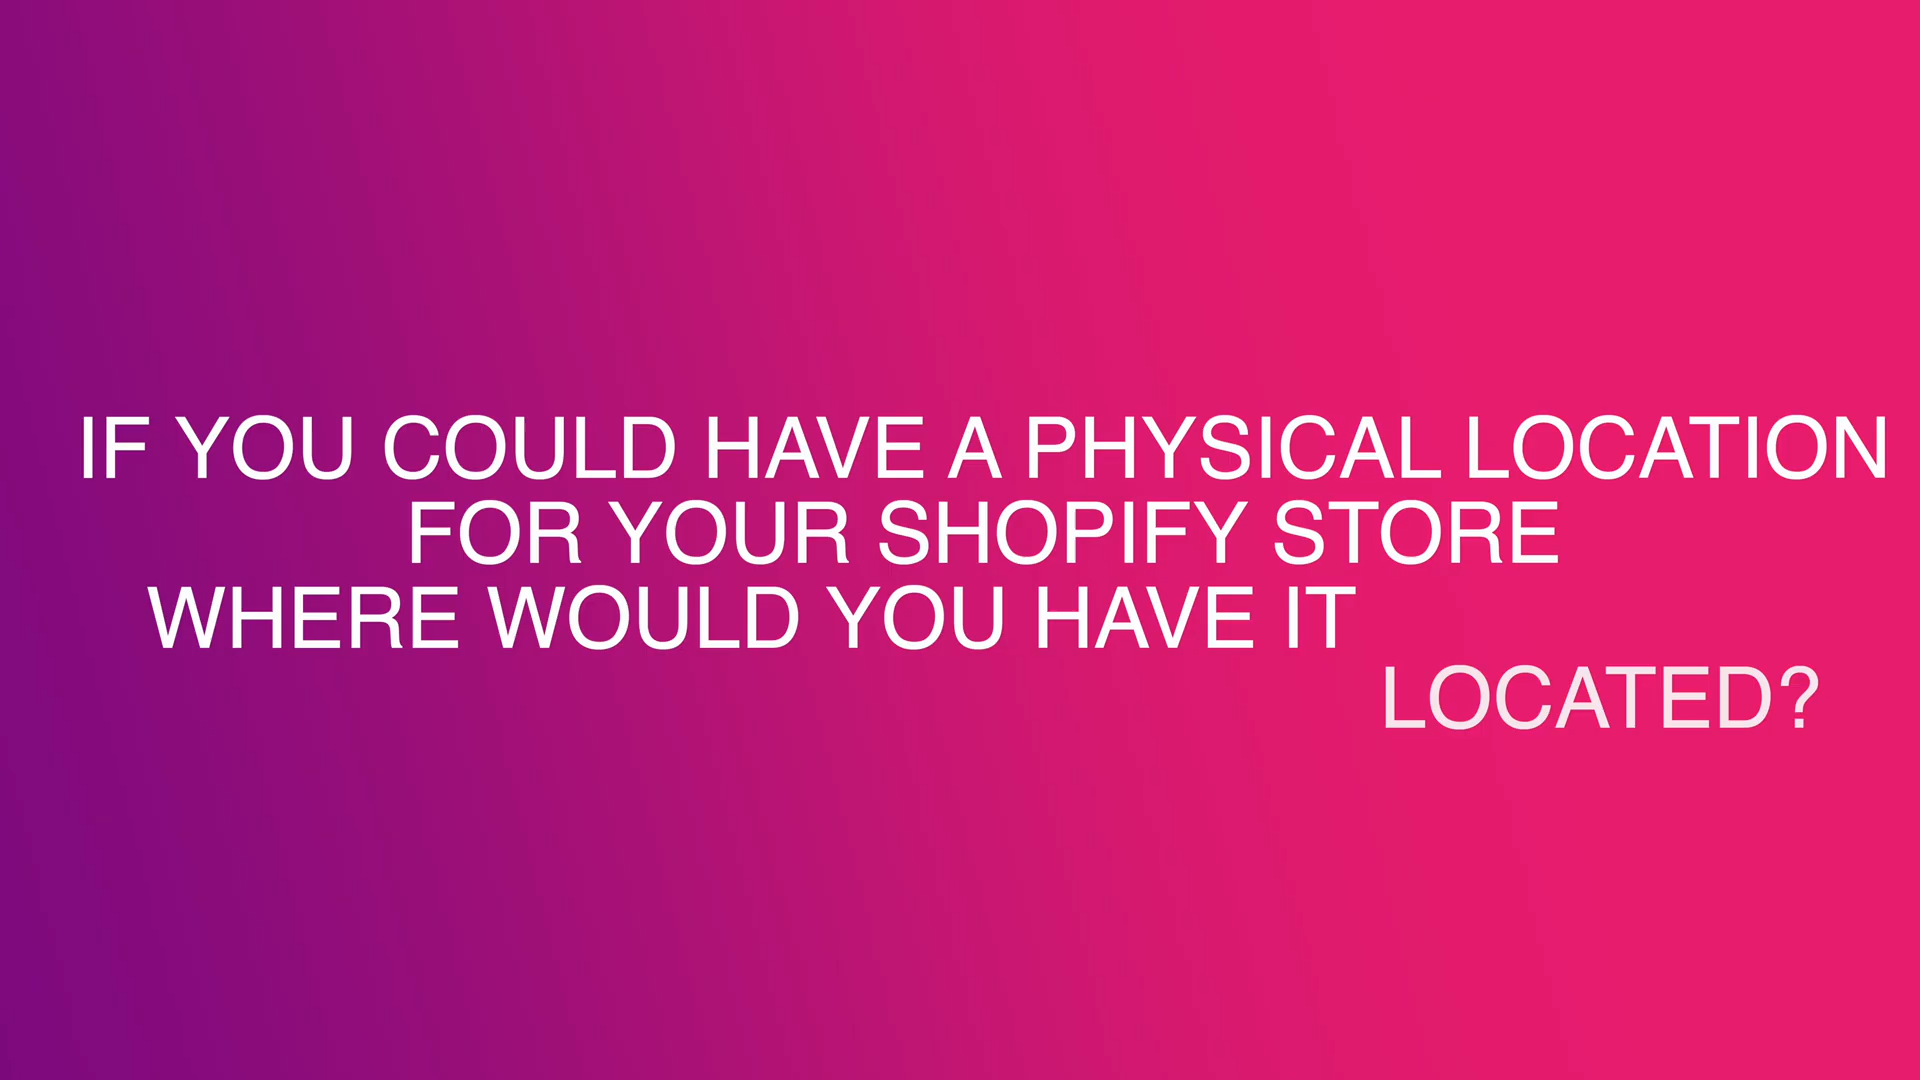 IF YOU COULD HAVE A PHYSICAL LOCATION
FOR YOUR SHOPIFY STORE
WHERE WOULD YOU HAVE IT
LOCATED?